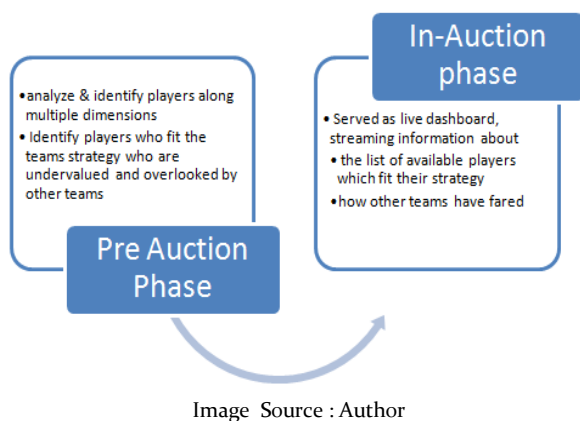 •analyze & identify players along
multiple dimensions
•Identify players who fit the
teams strategy who are
undervalued and overlooked by
other teams
Pre Auction
Phase
In-Auction
phase
• Served as live dashboard,
streaming information about
• the list of available players
which fit their strategy
•how other teams have fared
Image Source : Author